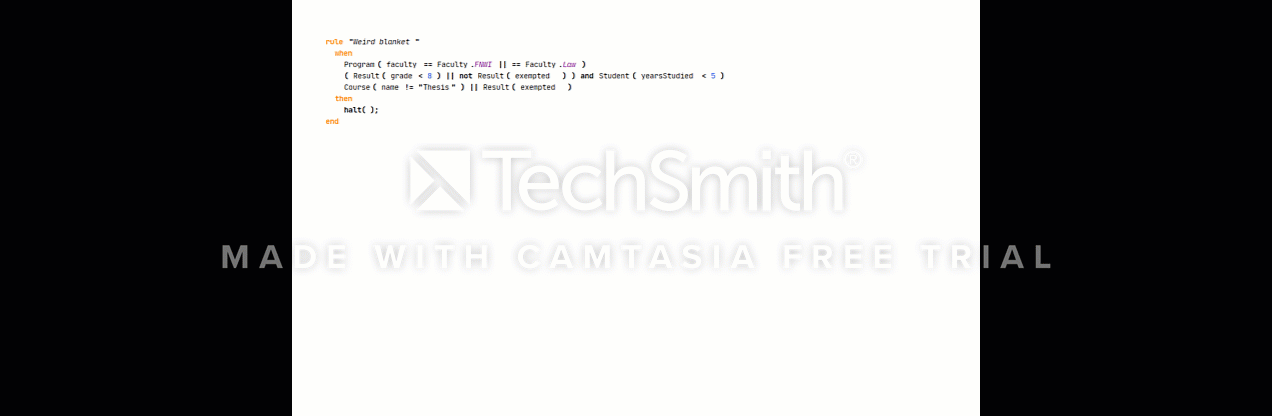 rule "Weird blanket "
when
Program ( faculty == Faculty .FNWI || == Faculty .Law )
( Result ( grade < 8 ) || not Result ( exempted ) ) and Student ( yearsStudied < 5 )
Course ( name != "Thesis" ) || Result ( exempted )
then
halt( );
end
TechSmith®
MADE WITH CAMTASIA FREE TRIAL